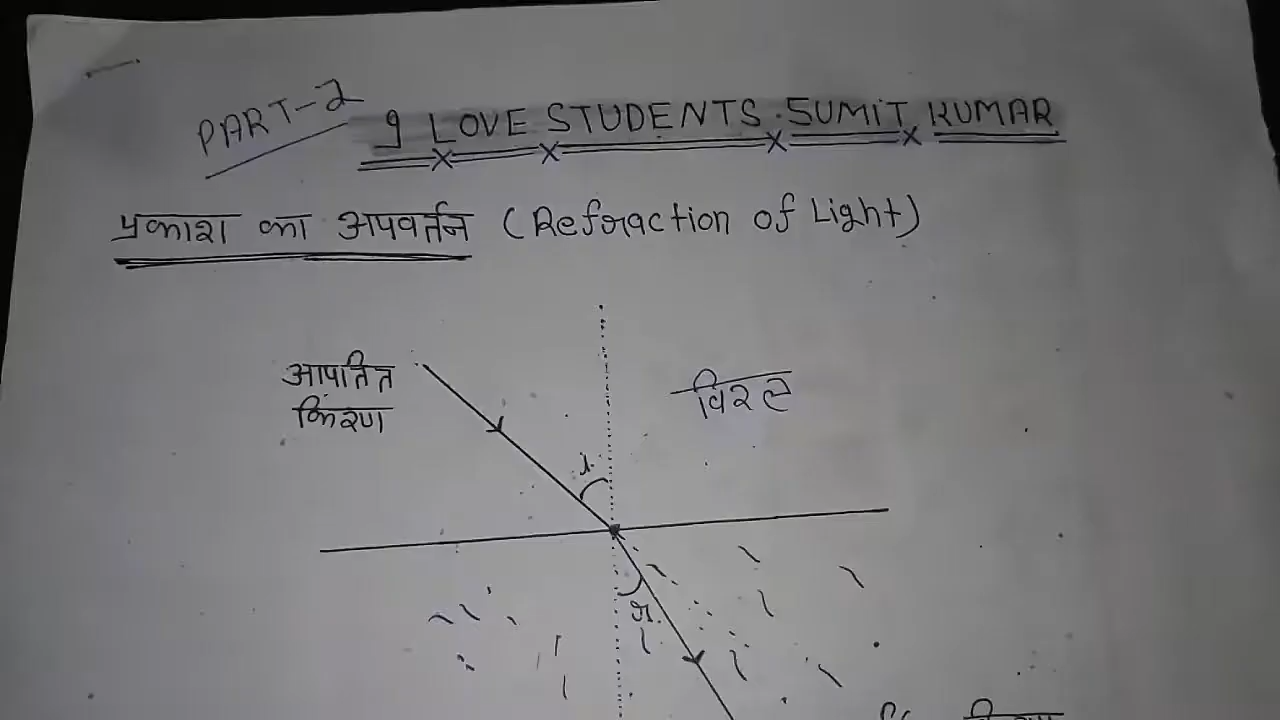 PART-2
I LOVE STUDENTS. SUMIT KUMAR
प्रकाश का अपवर्तन (Refraction of Light)
आपतित
किरण
विरल
i
r